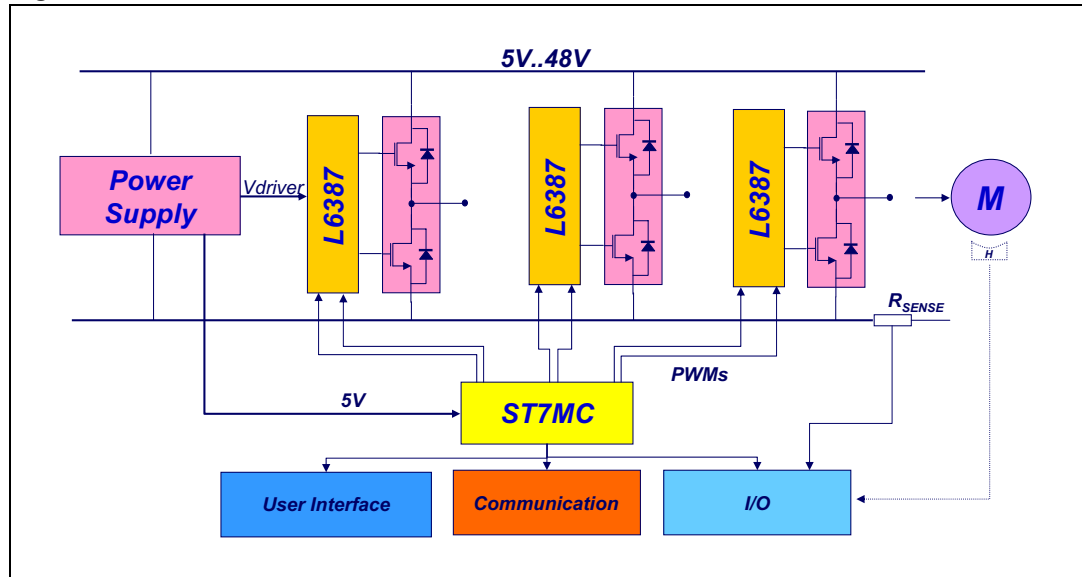 5V..48V
Power
Supply
Vdriver
L6387
L6387
L6387
M
H
RSENSE
PWMs
5V
ST7MC
User Interface
Communication
I/O